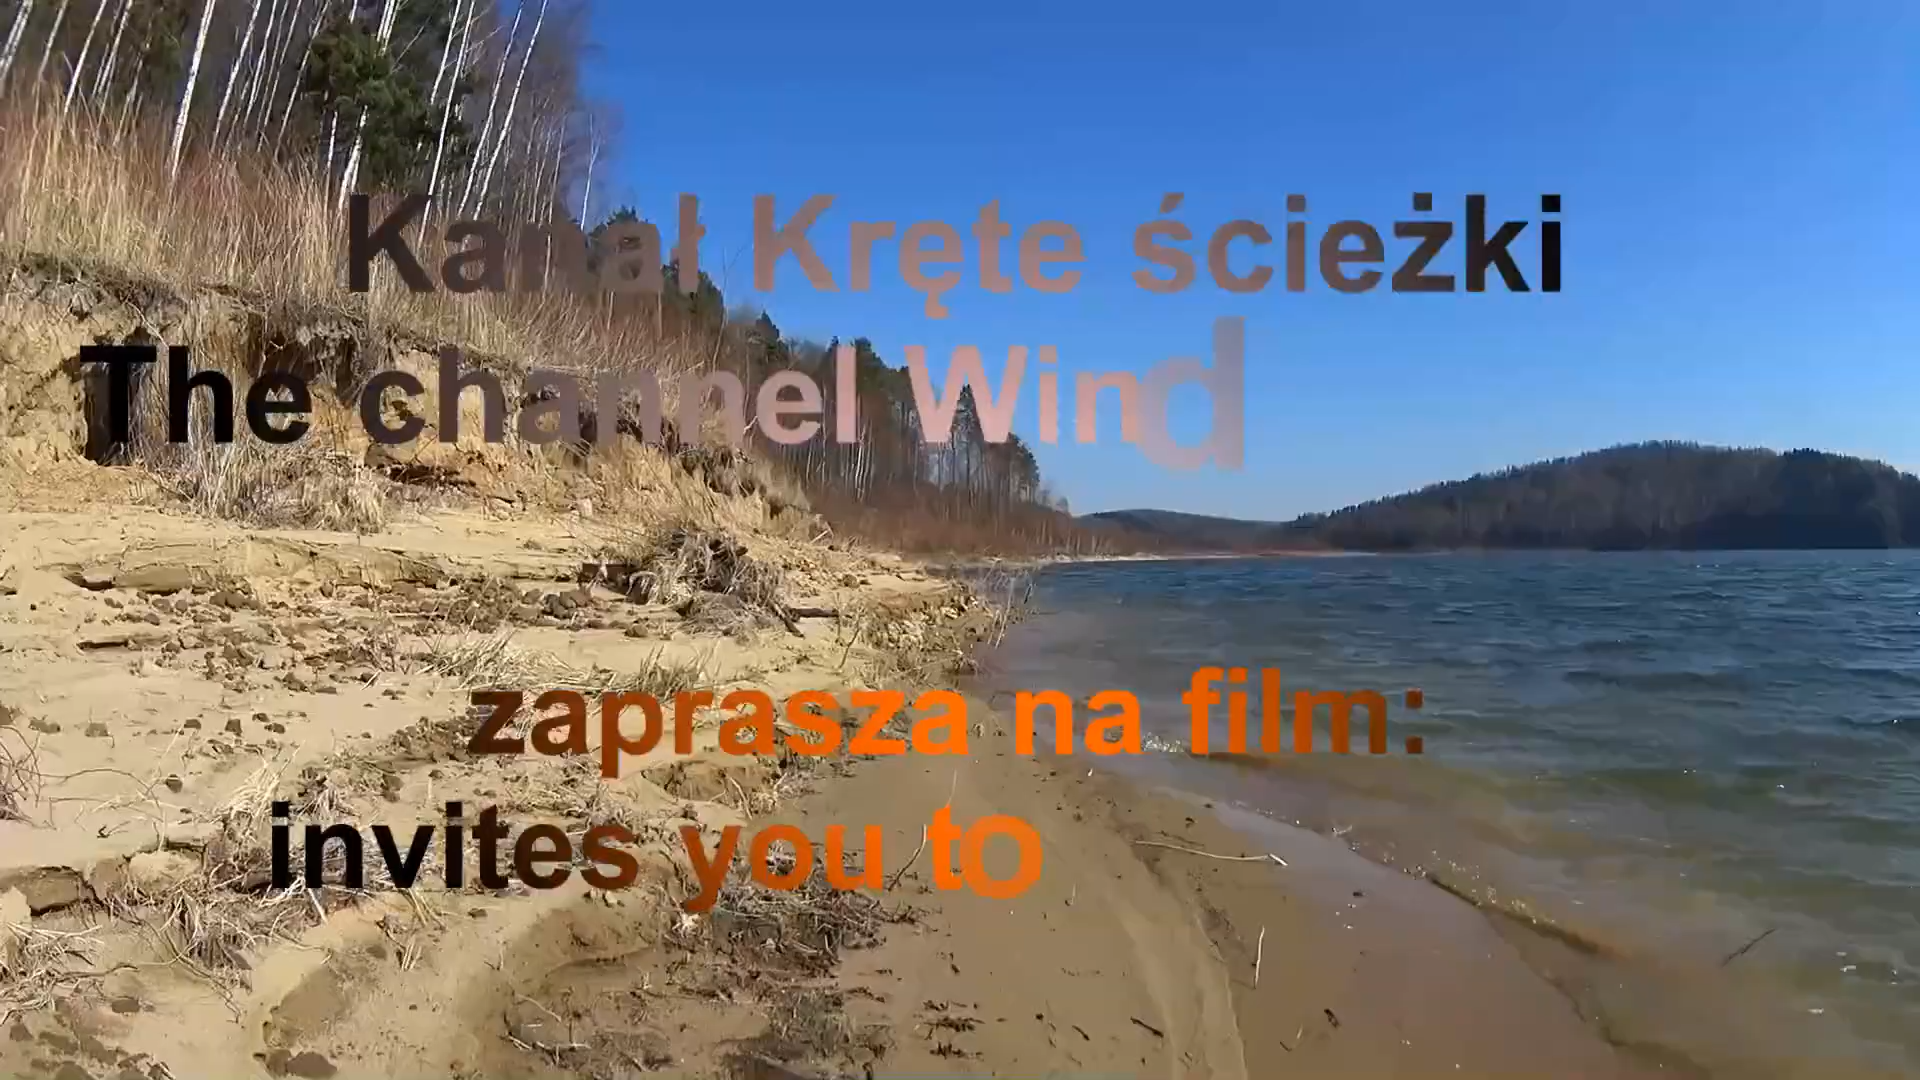 Kanał Kręte ścieżki
The channel Wind
zaprasza na film:
invites you to